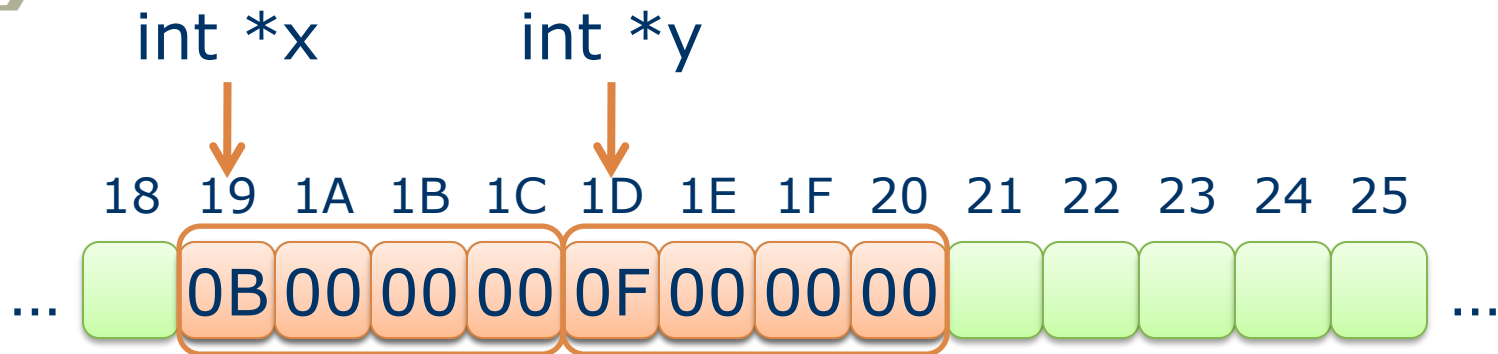 int *x int *y
18 19 1A 1B 1C 1D 1E 1F 20 21 22 23 24 25
... 0B 00 00 00 0F 00 00 00 ...